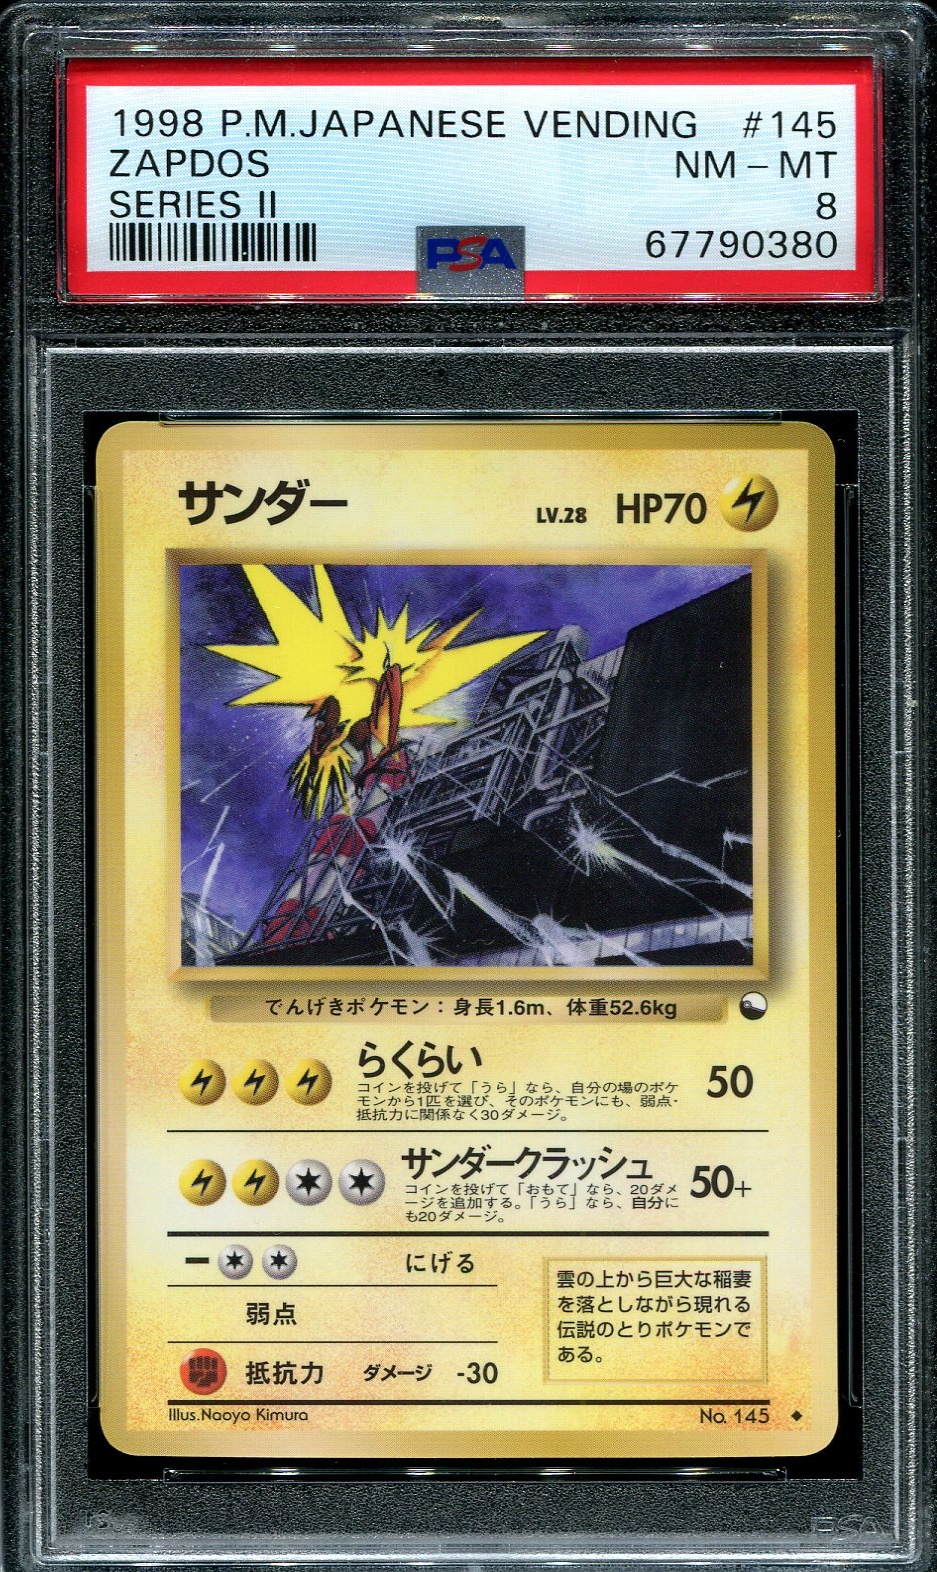 1998 P.M.JAPANESE VENDING #145
ZAPDOS NM - MT
SERIES II 8
PSA 67790380
サンダー LV.28 HP70
でんげきポケモン：身長1.6m、体重52.6kg
らくらい 50
コインを投げて「うら」なら、自分の場のポケ
モンから1匹を選び、そのポケモンにも、弱点・
抵抗力に関係なく30ダメージ。
サンダークラッシュ 50+
コインを投げて「おもて」なら、20ダメ
ージを追加する。「うら」なら、自分に
も20ダメージ。
にげる
弱点
抵抗力 ダメージ -30
雲の上から巨大な稲妻
を落としながら現れる
伝説のとりポケモンで
ある。
Illus.Naoyo Kimura No. 145
PSA